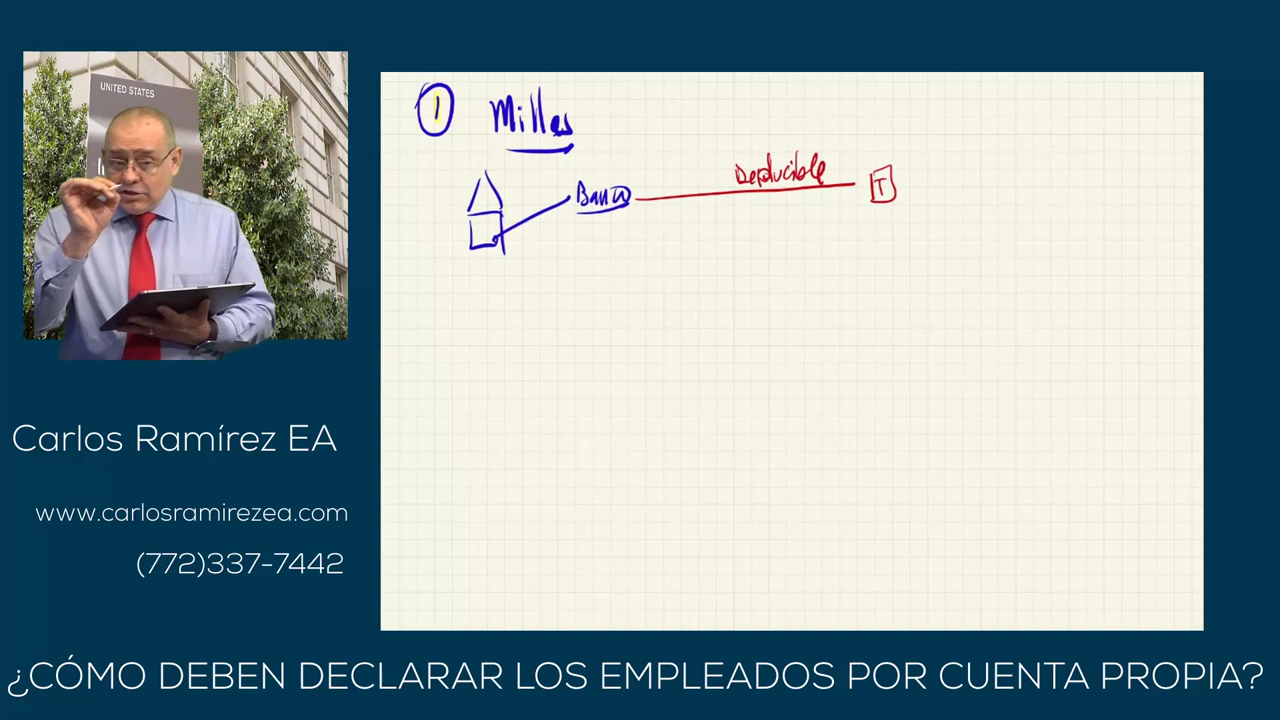 UNITED STATES
1 Millas
Banco
Deducible
T
Carlos Ramírez EA
www.carlosramirezea.com
(772)337-7442
¿CÓMO DEBEN DECLARAR LOS EMPLEADOS POR CUENTA PROPIA?